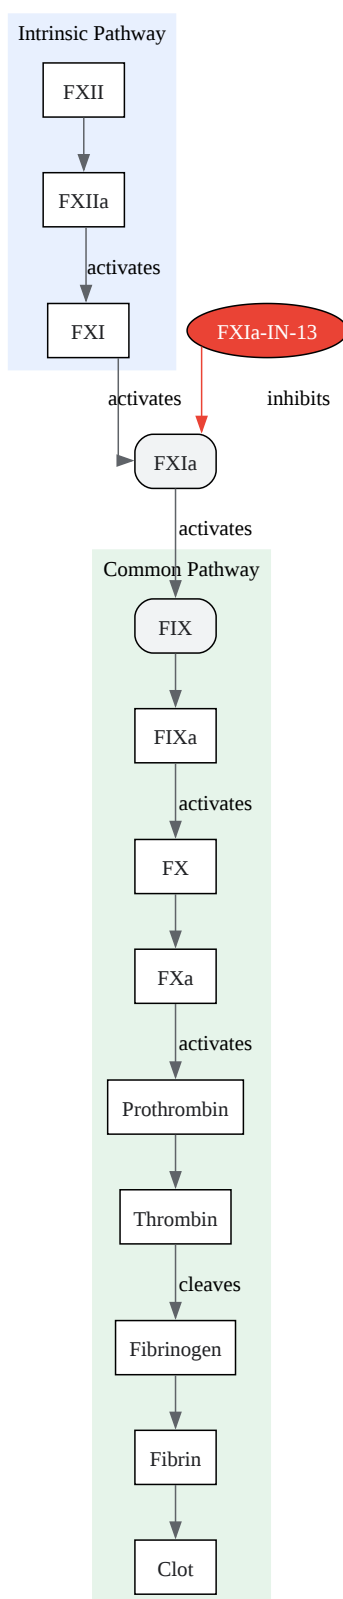 Intrinsic Pathway
FXII
FXIIa
activates
FXI
FXIa-IN-13
activates
inhibits
FXIa
activates
Common Pathway
FIX
FIXa
activates
FX
FXa
activates
Prothrombin
Thrombin
cleaves
Fibrinogen
Fibrin
Clot